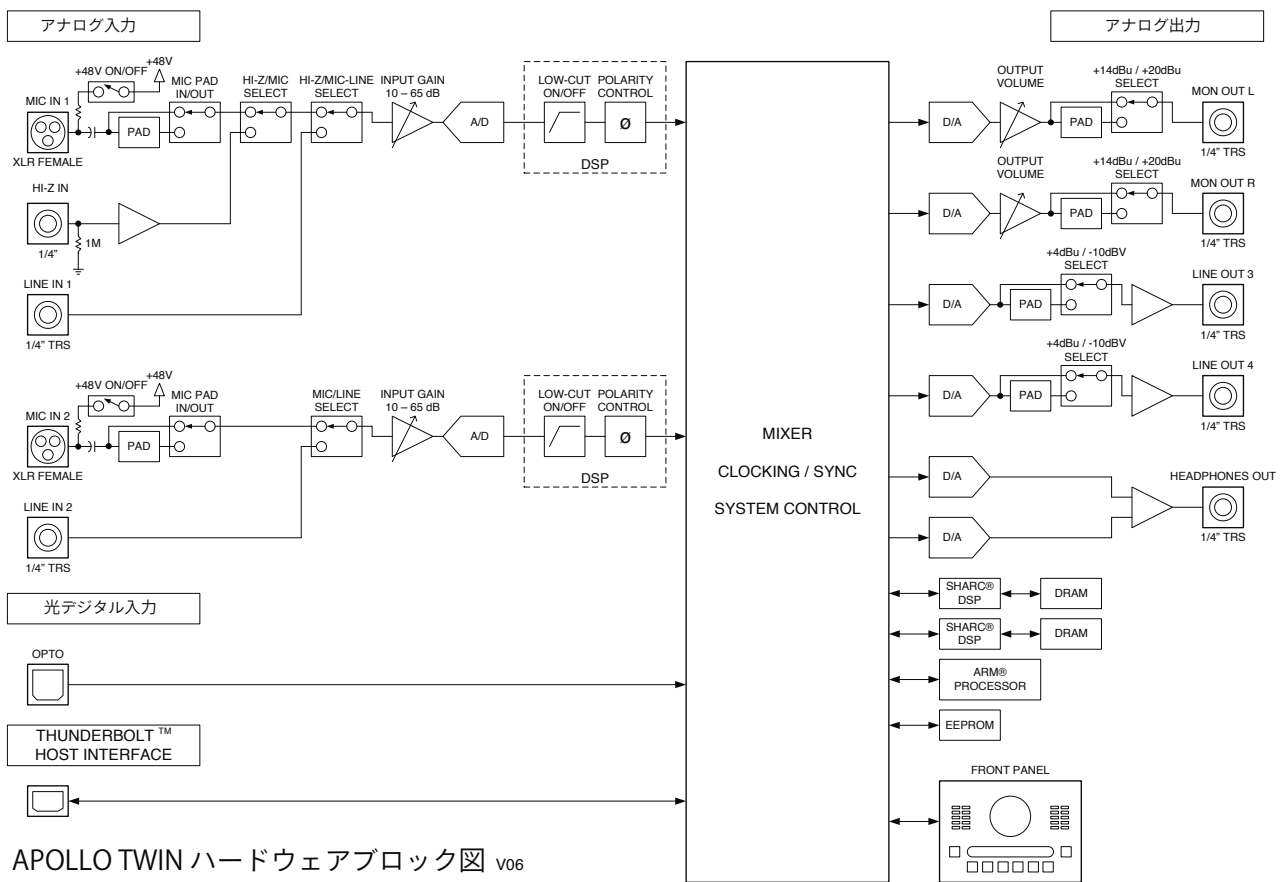 アナログ入力
アナログ出力
+48V ON/OFF
+48V
MIC IN 1
XLR FEMALE
PAD
MIC PAD
IN/OUT
HI-Z/MIC
SELECT
HI-Z/MIC-LINE
SELECT
INPUT GAIN
10 – 65 dB
A/D
LOW-CUT
ON/OFF
POLARITY
CONTROL
Ø
DSP
HI-Z IN
1/4"
1M
LINE IN 1
1/4" TRS
+48V ON/OFF
+48V
MIC IN 2
XLR FEMALE
PAD
MIC PAD
IN/OUT
MIC/LINE
SELECT
INPUT GAIN
10 – 65 dB
A/D
LOW-CUT
ON/OFF
POLARITY
CONTROL
Ø
DSP
LINE IN 2
1/4" TRS
光デジタル入力
OPTO
THUNDERBOLT ™
HOST INTERFACE
MIXER
CLOCKING / SYNC
SYSTEM CONTROL
D/A
OUTPUT
VOLUME
PAD
+14dBu / +20dBu
SELECT
MON OUT L
1/4" TRS
D/A
OUTPUT
VOLUME
PAD
+14dBu / +20dBu
SELECT
MON OUT R
1/4" TRS
D/A
PAD
+4dBu / -10dBV
SELECT
LINE OUT 3
1/4" TRS
D/A
PAD
+4dBu / -10dBV
SELECT
LINE OUT 4
1/4" TRS
D/A
D/A
HEADPHONES OUT
1/4" TRS
SHARC®
DSP
DRAM
SHARC®
DSP
DRAM
ARM®
PROCESSOR
EEPROM
FRONT PANEL
APOLLO TWIN ハードウェアブロック図 V06